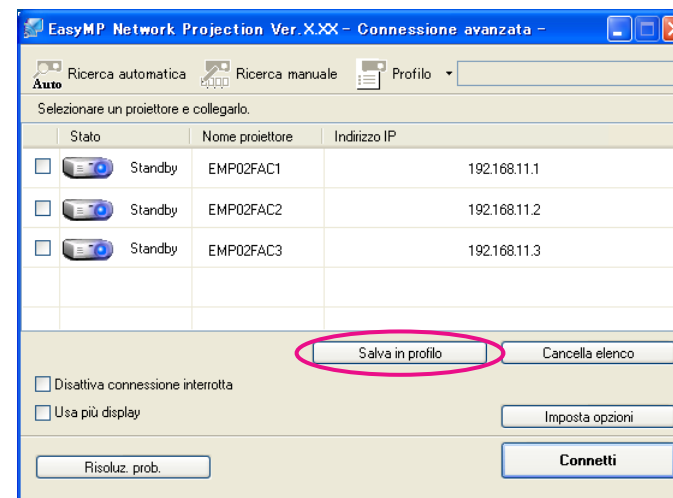 EasyMP Network Projection Ver.X.XX – Connessione avanzata –
Auto Ricerca automatica Ricerca manuale Profilo
Selezionare un proiettore e collegarlo.
Stato Nome proiettore Indirizzo IP
Standby EMP02FAC1 192.168.11.1
Standby EMP02FAC2 192.168.11.2
Standby EMP02FAC3 192.168.11.3
Salva in profilo Cancella elenco
Disattiva connessione interrotta
Usa più display Imposta opzioni
Risoluz. prob. Connetti